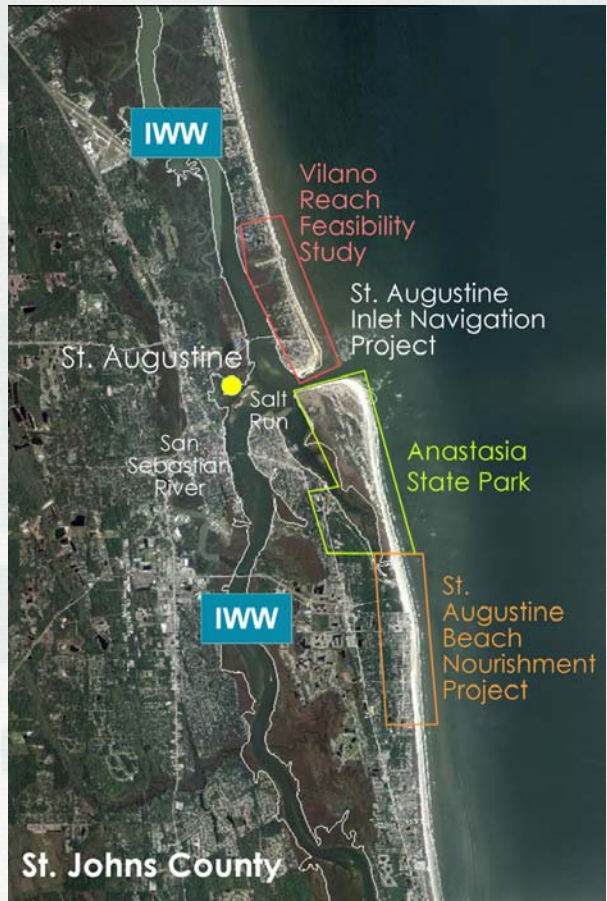 IWW
Vilano
Reach
Feasibility
Study
St. Augustine
Inlet Navigation
Project
St. Augustine
Salt
Run
San
Sebastian
River
Anastasia
State Park
St.
Augustine
Beach
Nourishment
Project
IWW
St. Johns County